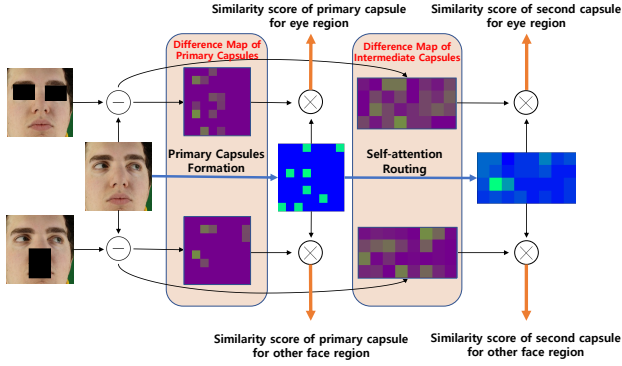 Similarity score of primary capsule
for eye region
Similarity score of second capsule
for eye region
Difference Map of
Primary Capsules
Difference Map of
Intermediate Capsules
Primary Capsules
Formation
Self-attention
Routing
Similarity score of primary capsule
for other face region
Similarity score of second capsule
for other face region